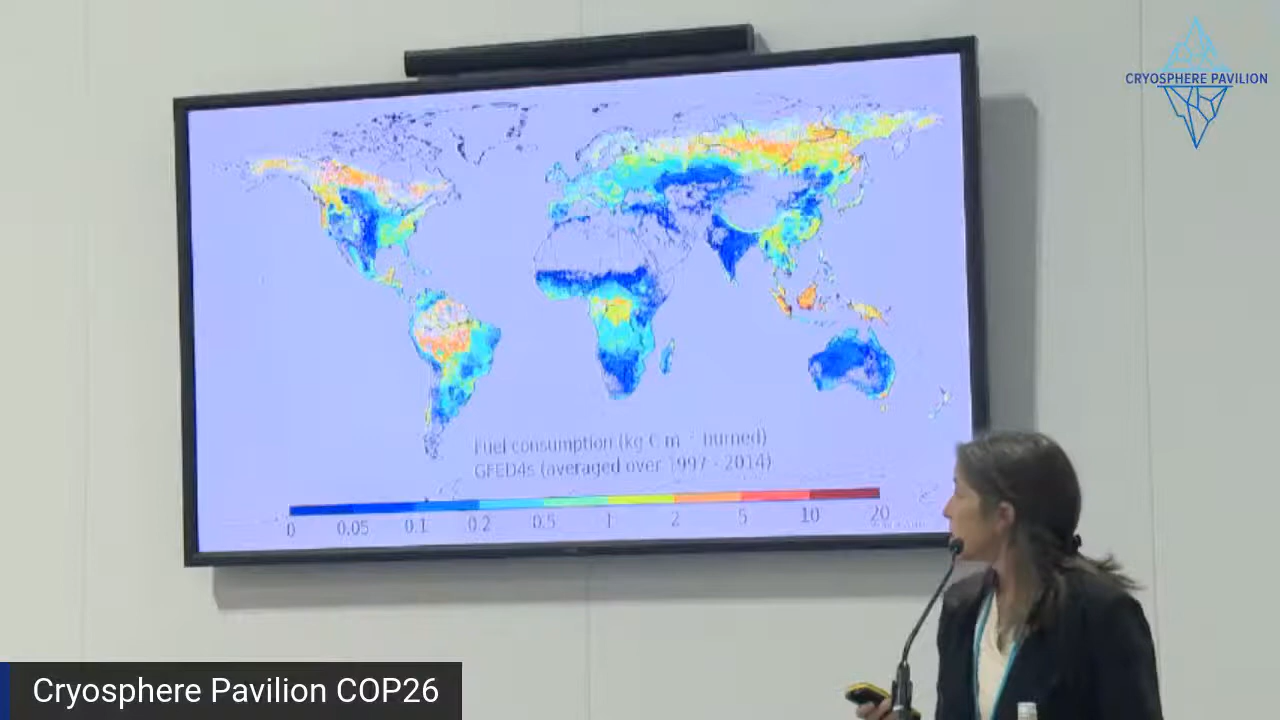 CRYOSPHERE PAVILION
Fuel consumption (kg C m burned)
GFED4s (averaged over 1997 - 2014)
0 0.05 0.1 0.2 0.5 1 2 5 10 20
Cryosphere Pavilion COP26